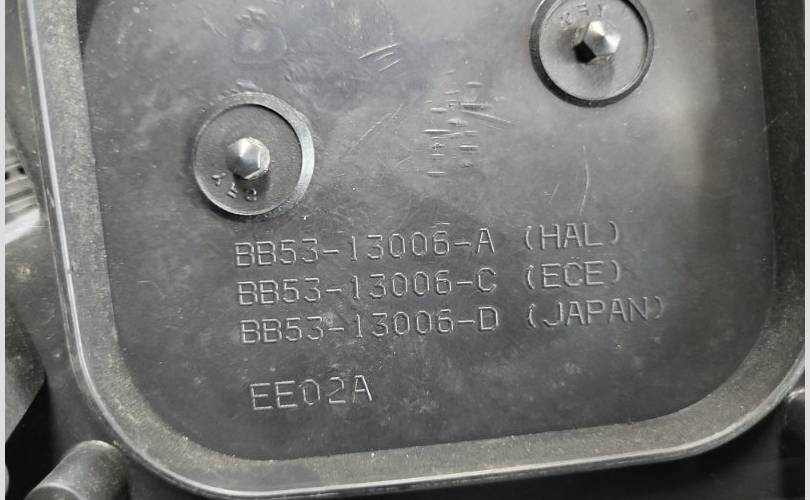 BB53-13006-A (HAL)
BB53-13006-C (ECE)
BB53-13006-D (JAPAN)
EE02A